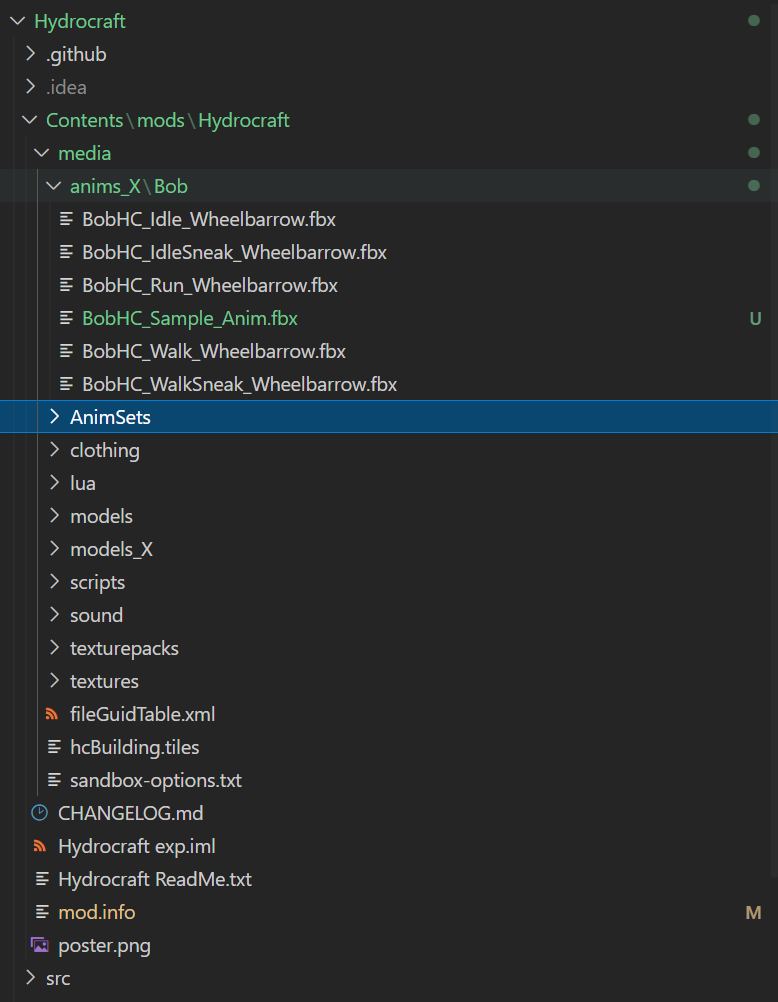 Hydrocraft
.github
.idea
Contents\mods\Hydrocraft
media
anims_X\Bob
BobHC_Idle_Wheelbarrow.fbx
BobHC_IdleSneak_Wheelbarrow.fbx
BobHC_Run_Wheelbarrow.fbx
BobHC_Sample_Anim.fbx U
BobHC_Walk_Wheelbarrow.fbx
BobHC_WalkSneak_Wheelbarrow.fbx
AnimSets
clothing
lua
models
models_X
scripts
sound
texturepacks
textures
fileGuidTable.xml
hcBuilding.tiles
sandbox-options.txt
CHANGELOG.md
Hydrocraft exp.iml
Hydrocraft ReadMe.txt
mod.info M
poster.png
src